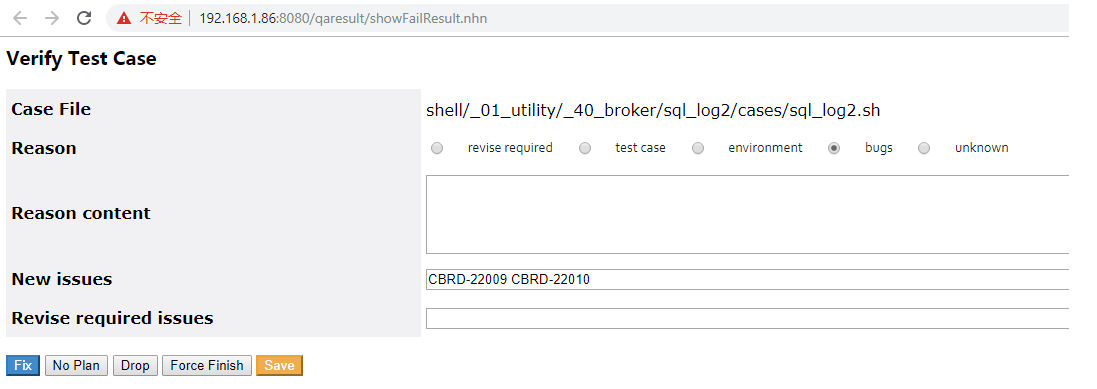 不安全 | 192.168.1.86:8080/qaresult/showFailResult.nhn
Verify Test Case
Case File shell/_01_utility/_40_broker/sql_log2/cases/sql_log2.sh
Reason revise required test case environment bugs unknown
Reason content
New issues CBRD-22009 CBRD-22010
Revise required issues
Fix No Plan Drop Force Finish Save